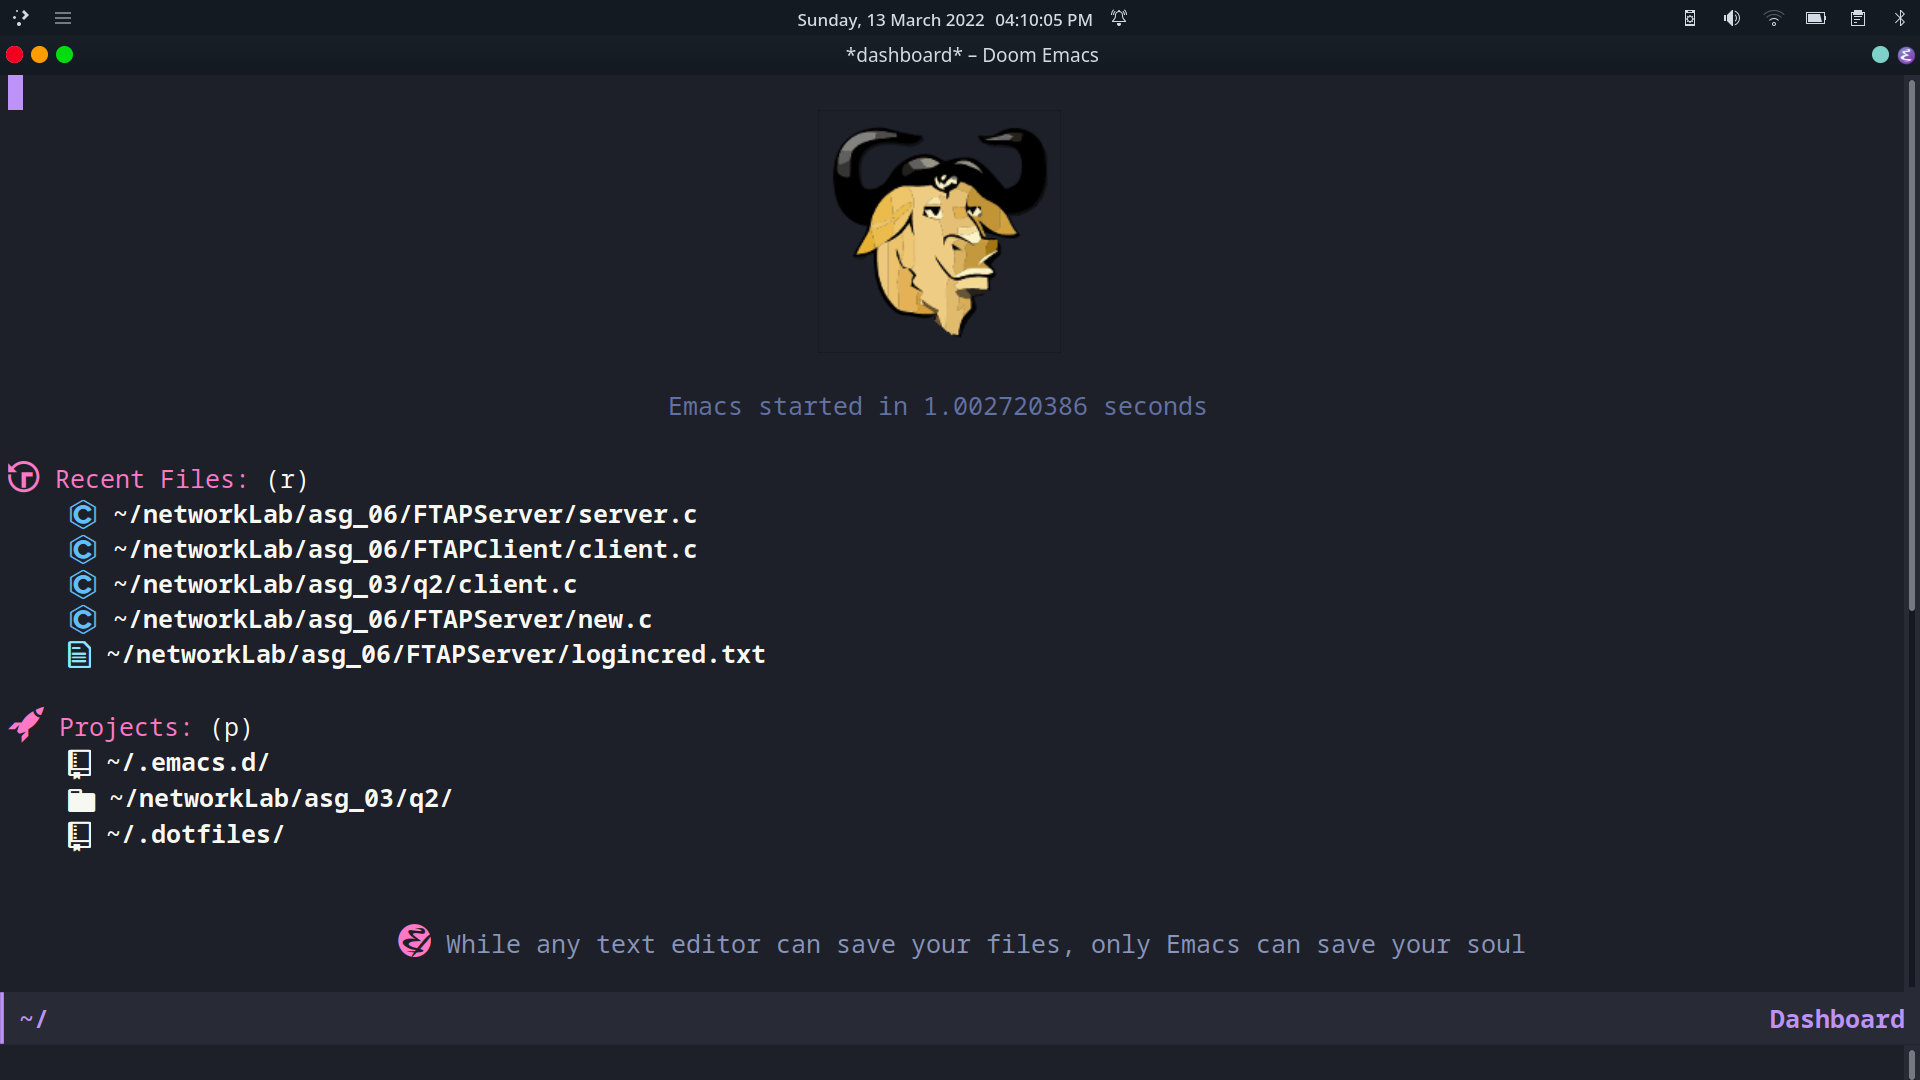 Sunday, 13 March 2022 04:10:05 PM
*dashboard* – Doom Emacs
Emacs started in 1.002720386 seconds
Recent Files: (r)
~/networkLab/asg_06/FTAPServer/server.c
~/networkLab/asg_06/FTAPClient/client.c
~/networkLab/asg_03/q2/client.c
~/networkLab/asg_06/FTAPServer/new.c
~/networkLab/asg_06/FTAPServer/logincred.txt
Projects: (p)
~/.emacs.d/
~/networkLab/asg_03/q2/
~/.dotfiles/
While any text editor can save your files, only Emacs can save your soul
~/ Dashboard